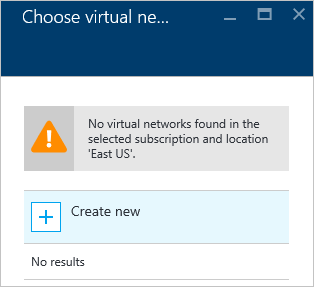 Choose virtual ne...
No virtual networks found in the
selected subscription and location
'East US'.
Create new
No results